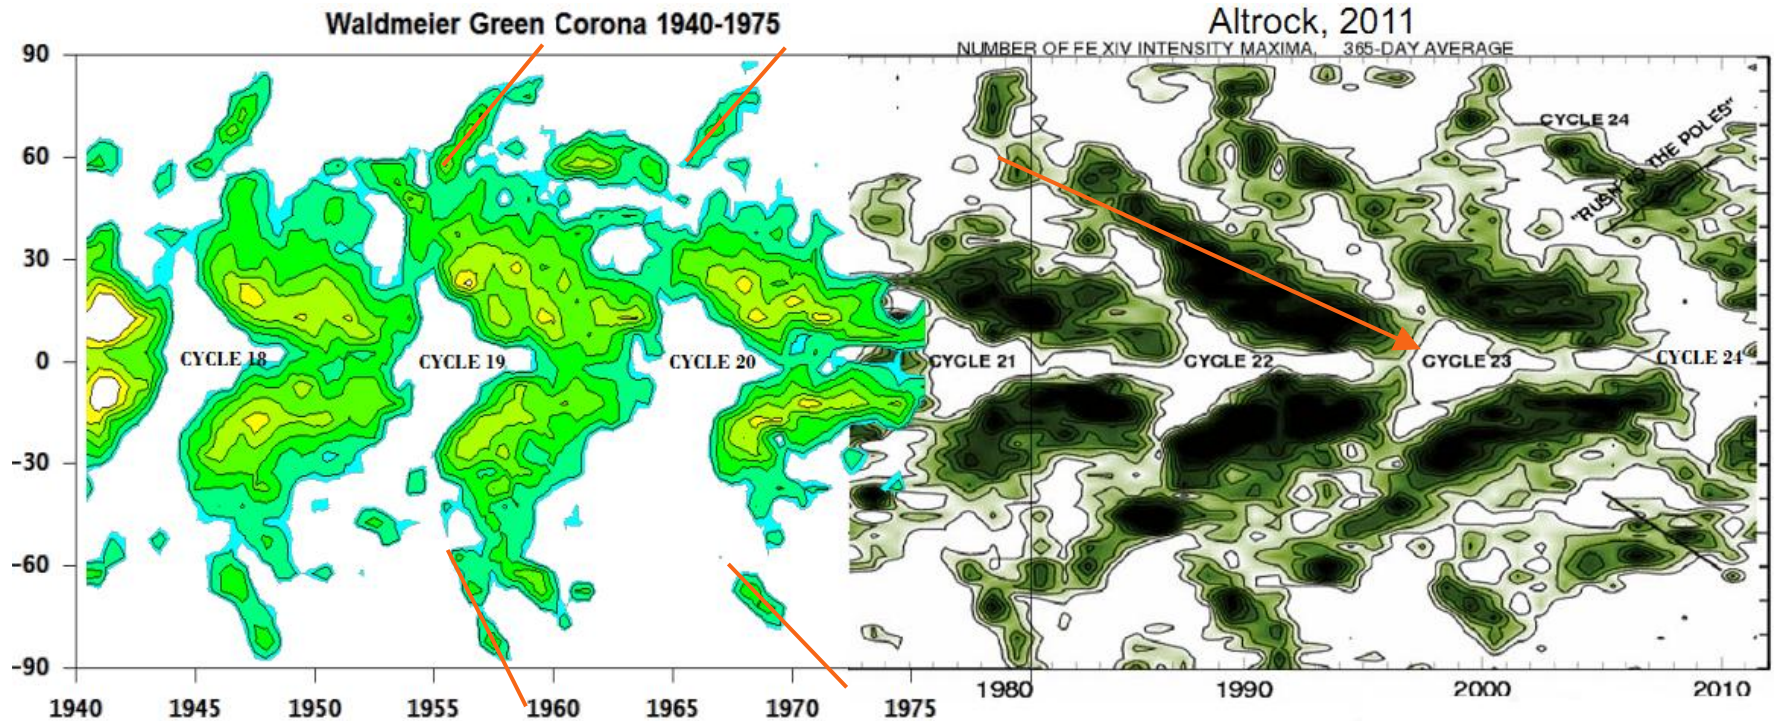 Waldmeier Green Corona 1940-1975
Altrock, 2011
NUMBER OF FE XIV INTENSITY MAXIMA, 365-DAY AVERAGE
90
60
30
0
-30
-60
-90
CYCLE 24
"RUSH TO THE POLES"
CYCLE 18
CYCLE 19
CYCLE 20
CYCLE 21
CYCLE 22
CYCLE 23
CYCLE 24
1940
1945
1950
1955
1960
1965
1970
1975
1980
1990
2000
2010